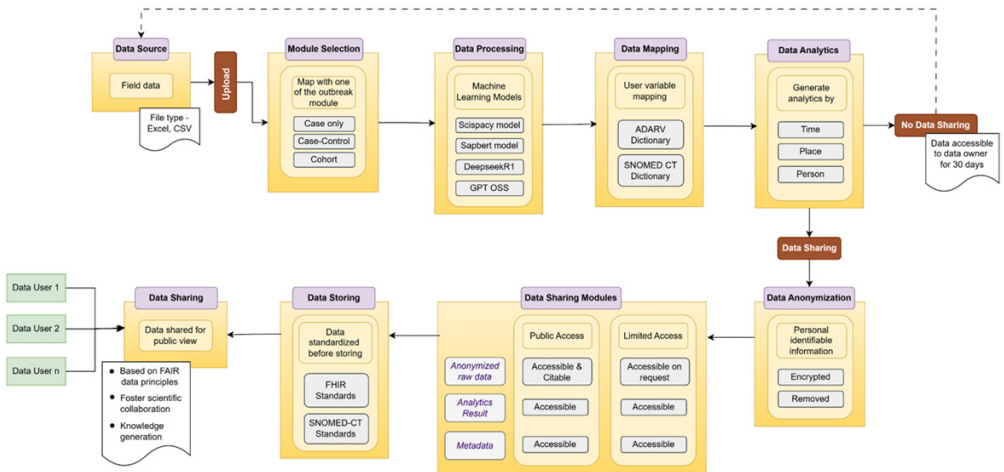 Data Source
Field data
File type -
Excel, CSV
Upload
Module Selection
Map with one
of the outbreak
module
Case only
Case-Control
Cohort
Data Processing
Machine
Learning Models
Scispacy model
Sapbert model
DeepseekR1
GPT OSS
Data Mapping
User variable
mapping
ADARV
Dictionary
SNOMED CT
Dictionary
Data Analytics
Generate
analytics by
Time
Place
Person
No Data Sharing
Data accessible
to data owner
for 30 days
Data Sharing
Data Anonymization
Personal
identifiable
information
Encrypted
Removed
Data Sharing Modules
Public Access
Limited Access
Anonymized
raw data
Accessible &
Citable
Accessible on
request
Analytics
Result
Accessible
Accessible
Metadata
Accessible
Accessible
Data Storing
Data
standardized
before storing
FHIR
Standards
SNOMED-CT
Standards
Data Sharing
Data shared for
public view
Based on FAIR
data principles
Foster scientific
collaboration
Knowledge
generation
Data User 1
Data User 2
Data User n